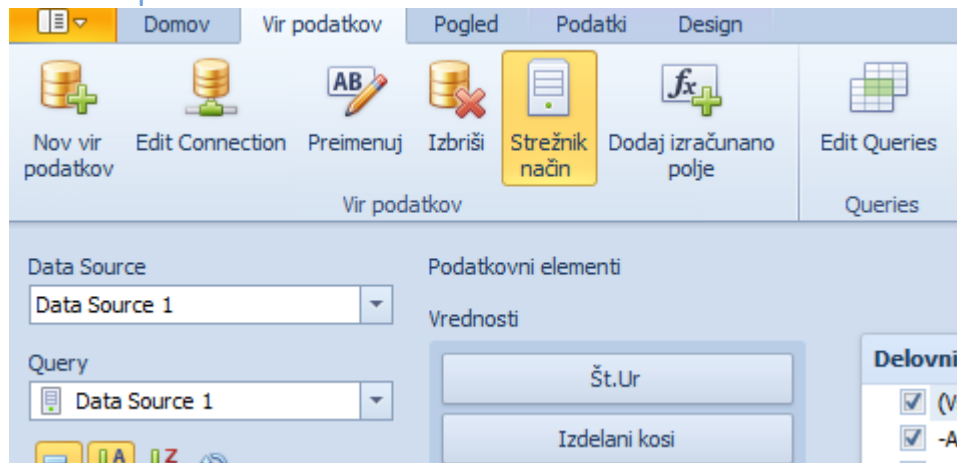 Domov Vir podatkov Pogled Podatki Design
AB fx
Nov vir Edit Connection Preimenuj Izbriši Strežnik Dodaj izračunano Edit Queries
podatkov način polje
Vir podatkov Queries
Data Source Podatkovni elementi
Data Source 1
Vrednosti
Query
Št.Ur
Data Source 1
Izdelani kosi
A Z